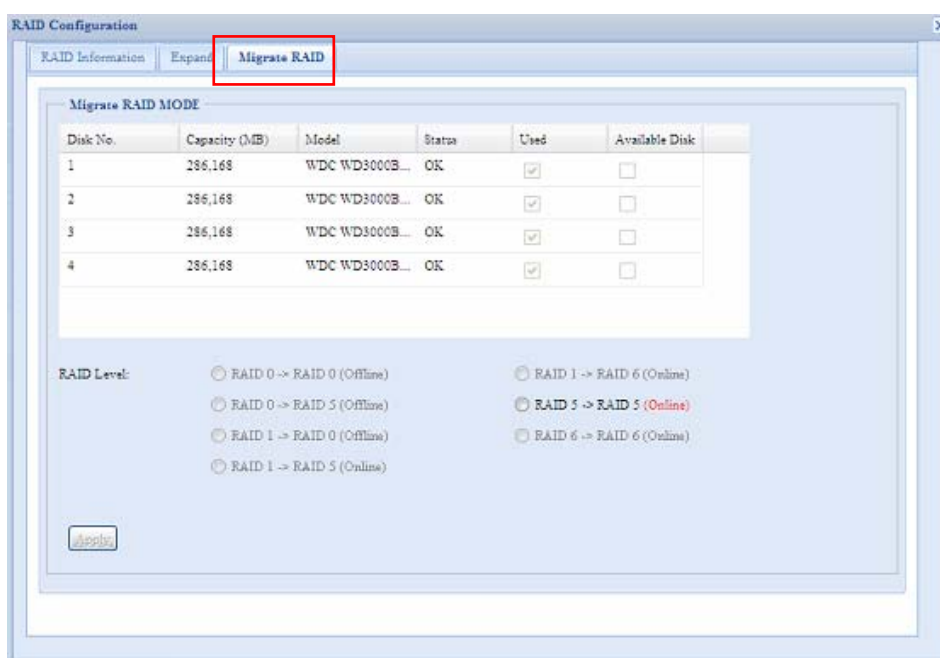 RAID Configuration
RAID Information Expand Migrate RAID
Migrate RAID MODE
Disk No. Capacity (MB) Model Status Used Available Disk
1 286,168 WDC WD3000B... OK
2 286,168 WDC WD3000B... OK
3 286,168 WDC WD3000B... OK
4 286,168 WDC WD3000B... OK
RAID Level: RAID 0 -> RAID 0 (Offline) RAID 1 -> RAID 6 (Online)
RAID 0 -> RAID 5 (Offline) RAID 5 -> RAID 5 (Online)
RAID 1 -> RAID 0 (Offline) RAID 6 -> RAID 6 (Online)
RAID 1 -> RAID 5 (Online)
Apply